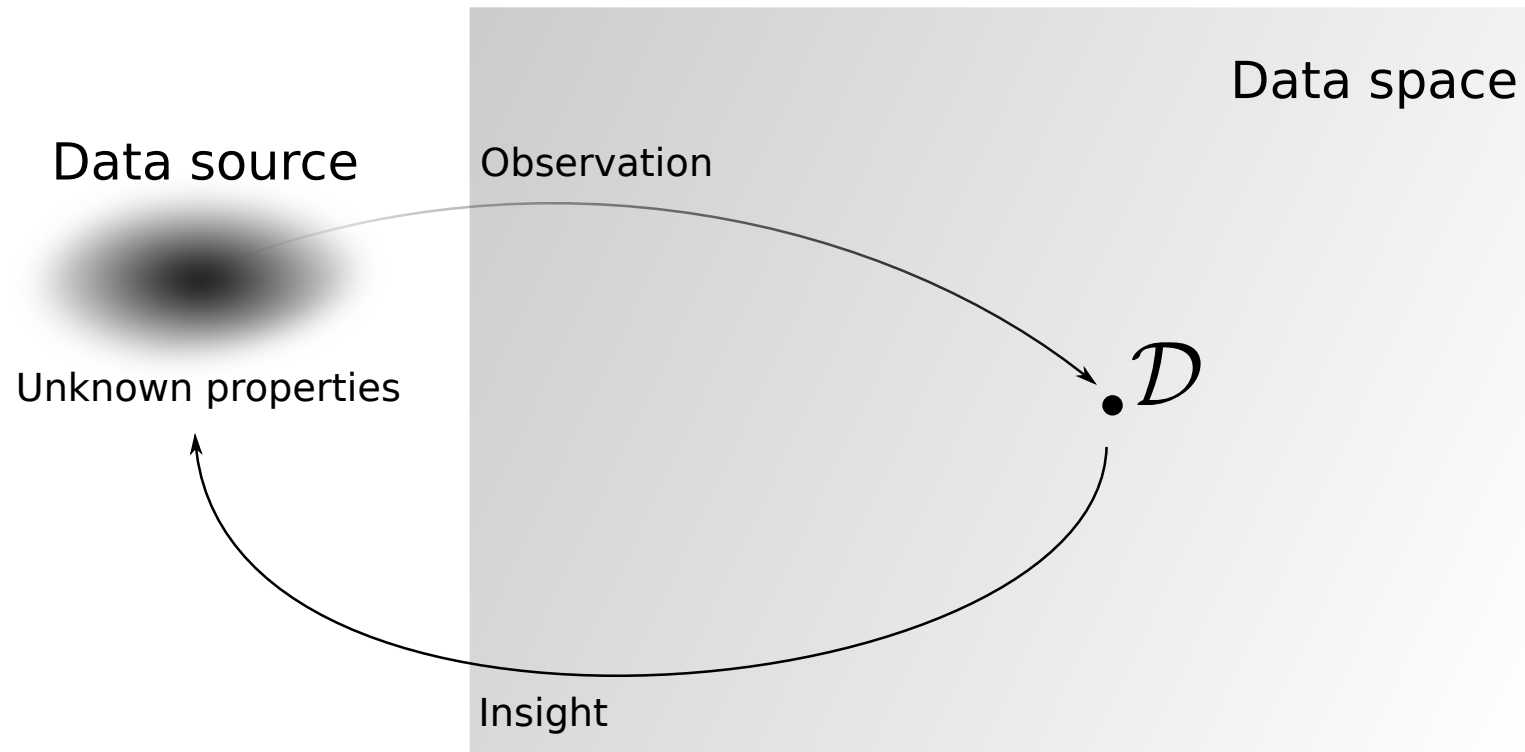 Data space
Data source
Observation
𝒟
Unknown properties
Insight